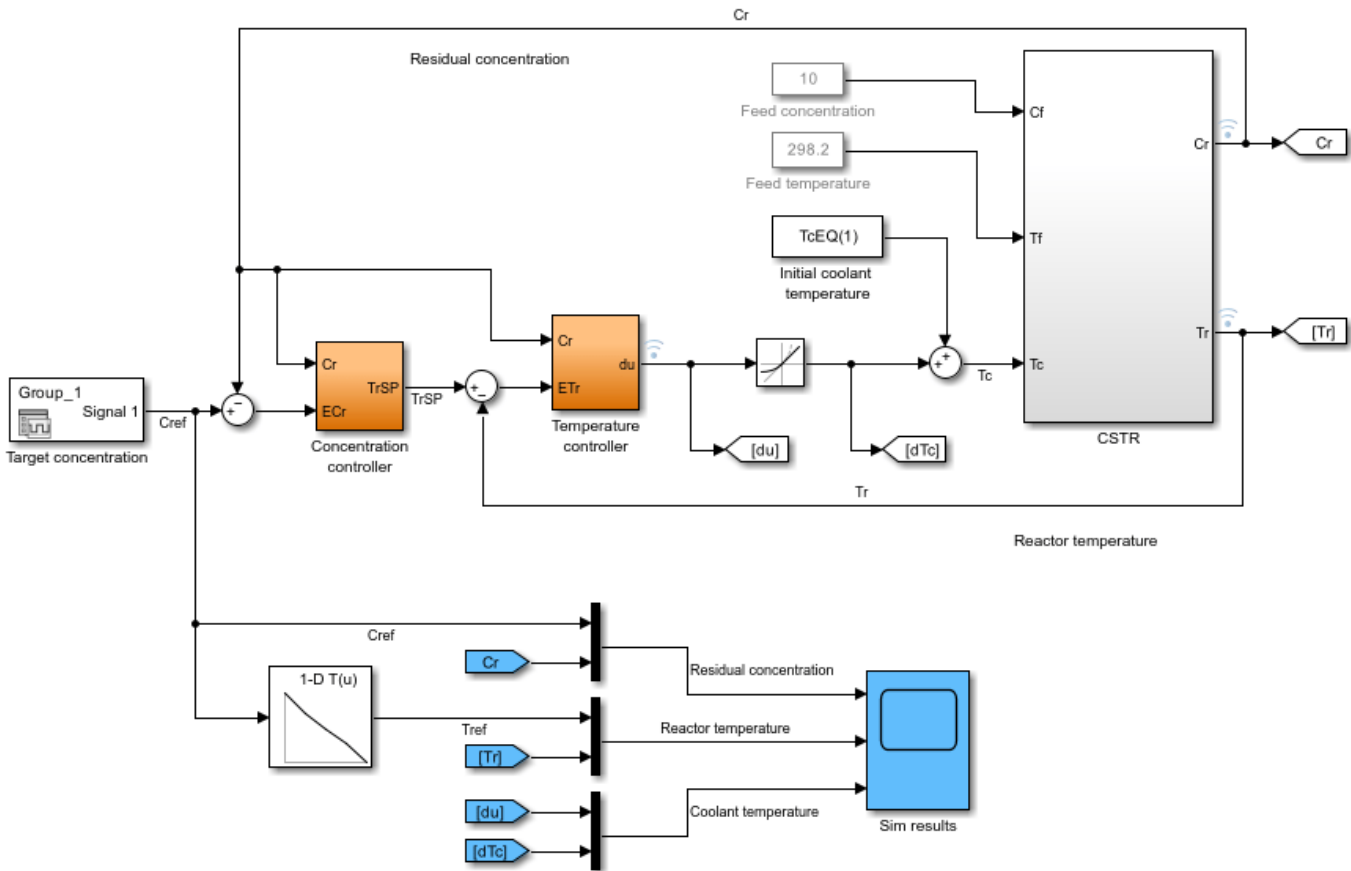 Cr
Residual concentration
10
Feed concentration
298.2
Feed temperature
TcEQ(1)
Initial coolant
temperature
Cf
Tf
Tc
Cr
Tr
CSTR
Cr
[Tr]
Group_1
Signal 1
Target concentration
Cref
Cr
ECr
TrSP
Concentration
controller
TrSP
Cr
ETr
du
Temperature
controller
[du]
[dTc]
Tc
Tr
Reactor temperature
Cref
Cr
1-D T(u)
Tref
[Tr]
[du]
[dTc]
Residual concentration
Reactor temperature
Coolant temperature
Sim results